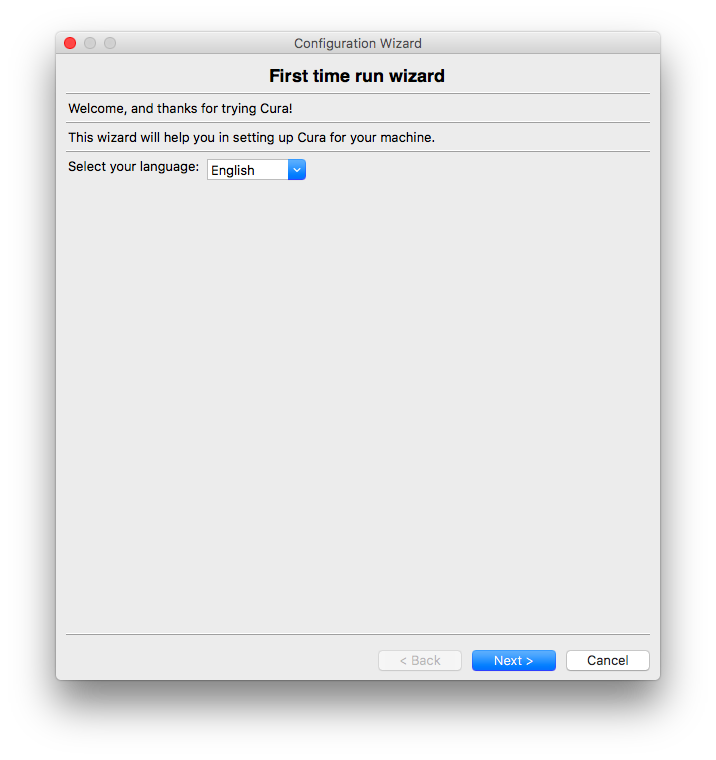 Configuration Wizard
First time run wizard
Welcome, and thanks for trying Cura!
This wizard will help you in setting up Cura for your machine.
Select your language: English
< Back Next > Cancel